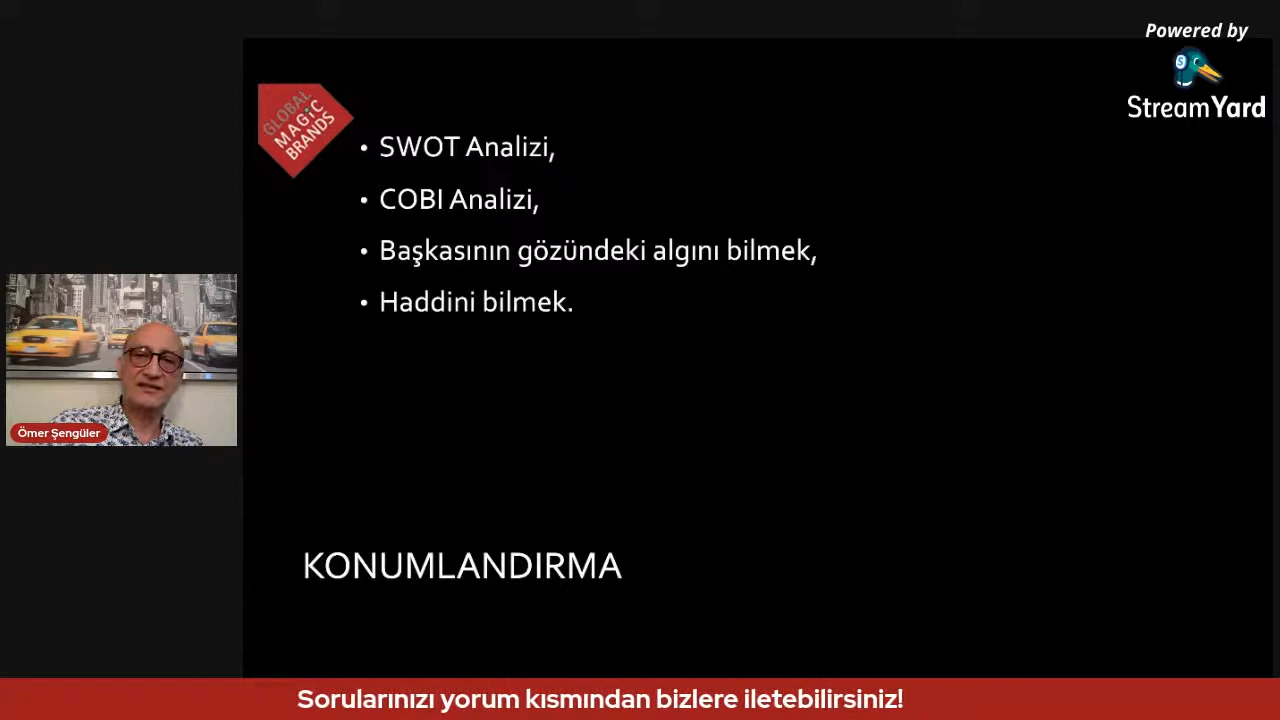 Powered by
StreamYard
GLOBAL
MAGiC
BRANDS
• SWOT Analizi,
• COBI Analizi,
• Başkasının gözündeki algını bilmek,
• Haddini bilmek.
Ömer Şengüler
KONUMLANDIRMA
Sorularınızı yorum kısmından bizlere iletebilirsiniz!